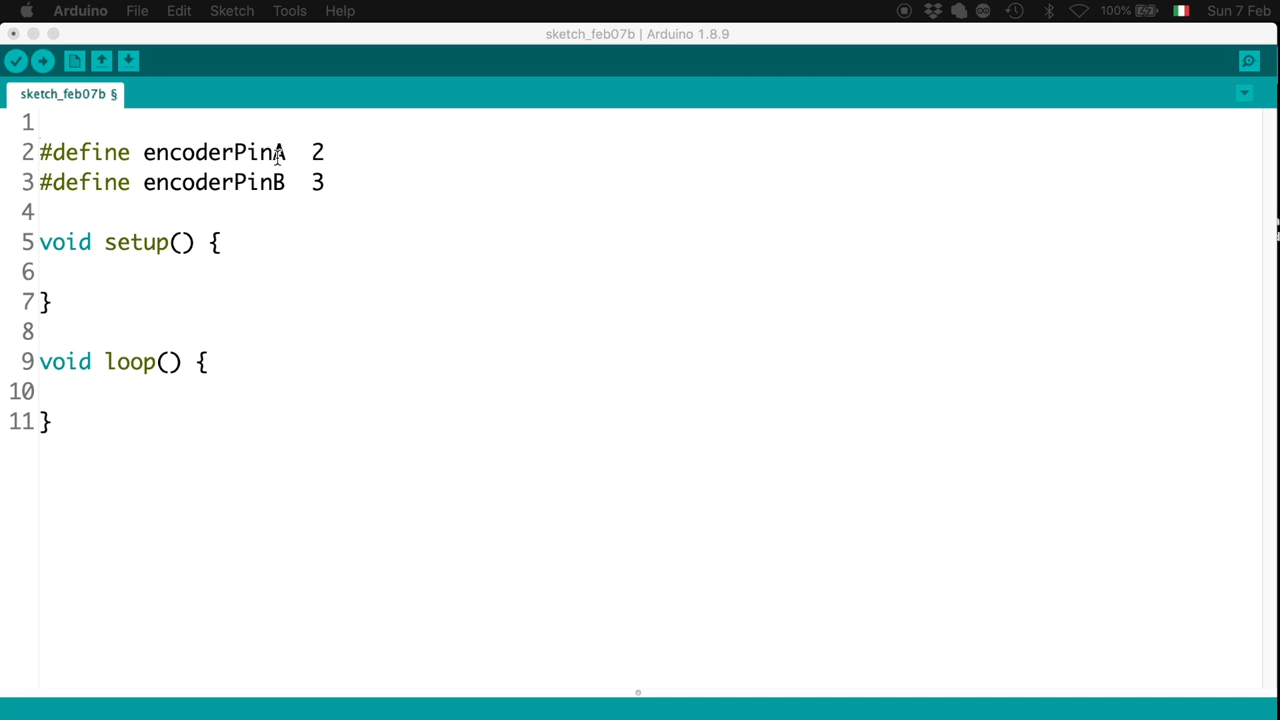 Arduino File Edit Sketch Tools Help 100% Sun 7 Feb
sketch_feb07b | Arduino 1.8.9
sketch_feb07b §
1
2 #define encoderPinA 2
3 #define encoderPinB 3
4
5 void setup() {
6
7 }
8
9 void loop() {
10
11 }